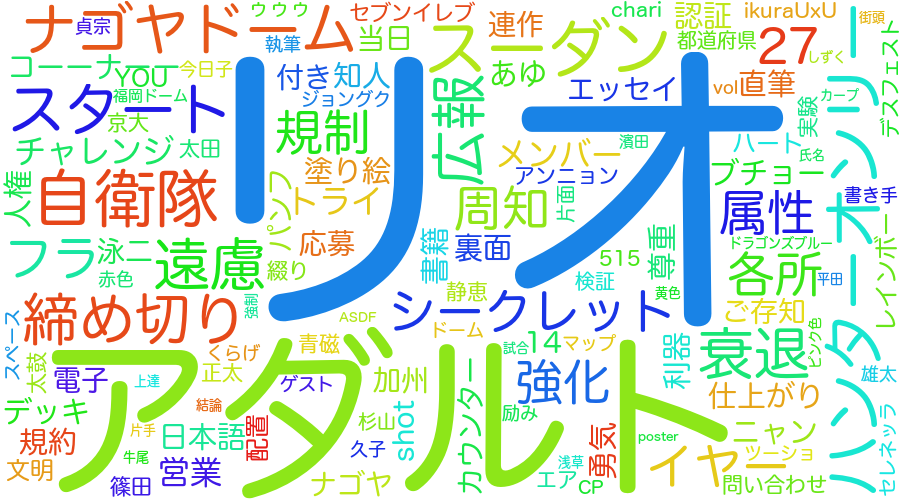 ナゴヤドーム
貞宗
ゥゥゥ
セブンイレブ
執筆
当日
連作
chari
認証
ikuraUxU
街頭
コーーナーー
YOU
今日子
付き
知人
スーダン
あゆ
都道府県
27
しずく
スタート
福岡ドーム
ジョングク
エッセイ
vol
直筆
カープ
デスフェスト
京大
規制
広報
実験
チャレンジ
太田
塗り絵
メンバー
濱田
ハート
氏名
人権
自衛隊
パンフ
トライ
アンニョン
片面
ブチョー
書き手
リオ
周知
属性
ハンターオンリー
フラ
泳二
遠慮
応募
書籍
裏面
尊重
515
ドラゴンズブルー
レインボー
赤色
綴り
検証
各所
締め切り
強制
静恵
シークレット
黄色
平田
ご存知
スペース
ASDF
ドーム
14
マップ
ピンク色
太鼓
くらげ
青磁
試合
利器
衰退
正太
アダルト
電子
上達
ゲスト
加州
カウンター
強化
雄太
デッキ
結論
杉山
shot
励み
仕上がり
規約
片手
日本語
配置
久子
勇気
poster
ニャン
セレネッラ
文明
牛尾
営業
浅草
イヤー
ツーショ
篠田
ナゴヤ
エア
CP
問い合わせ